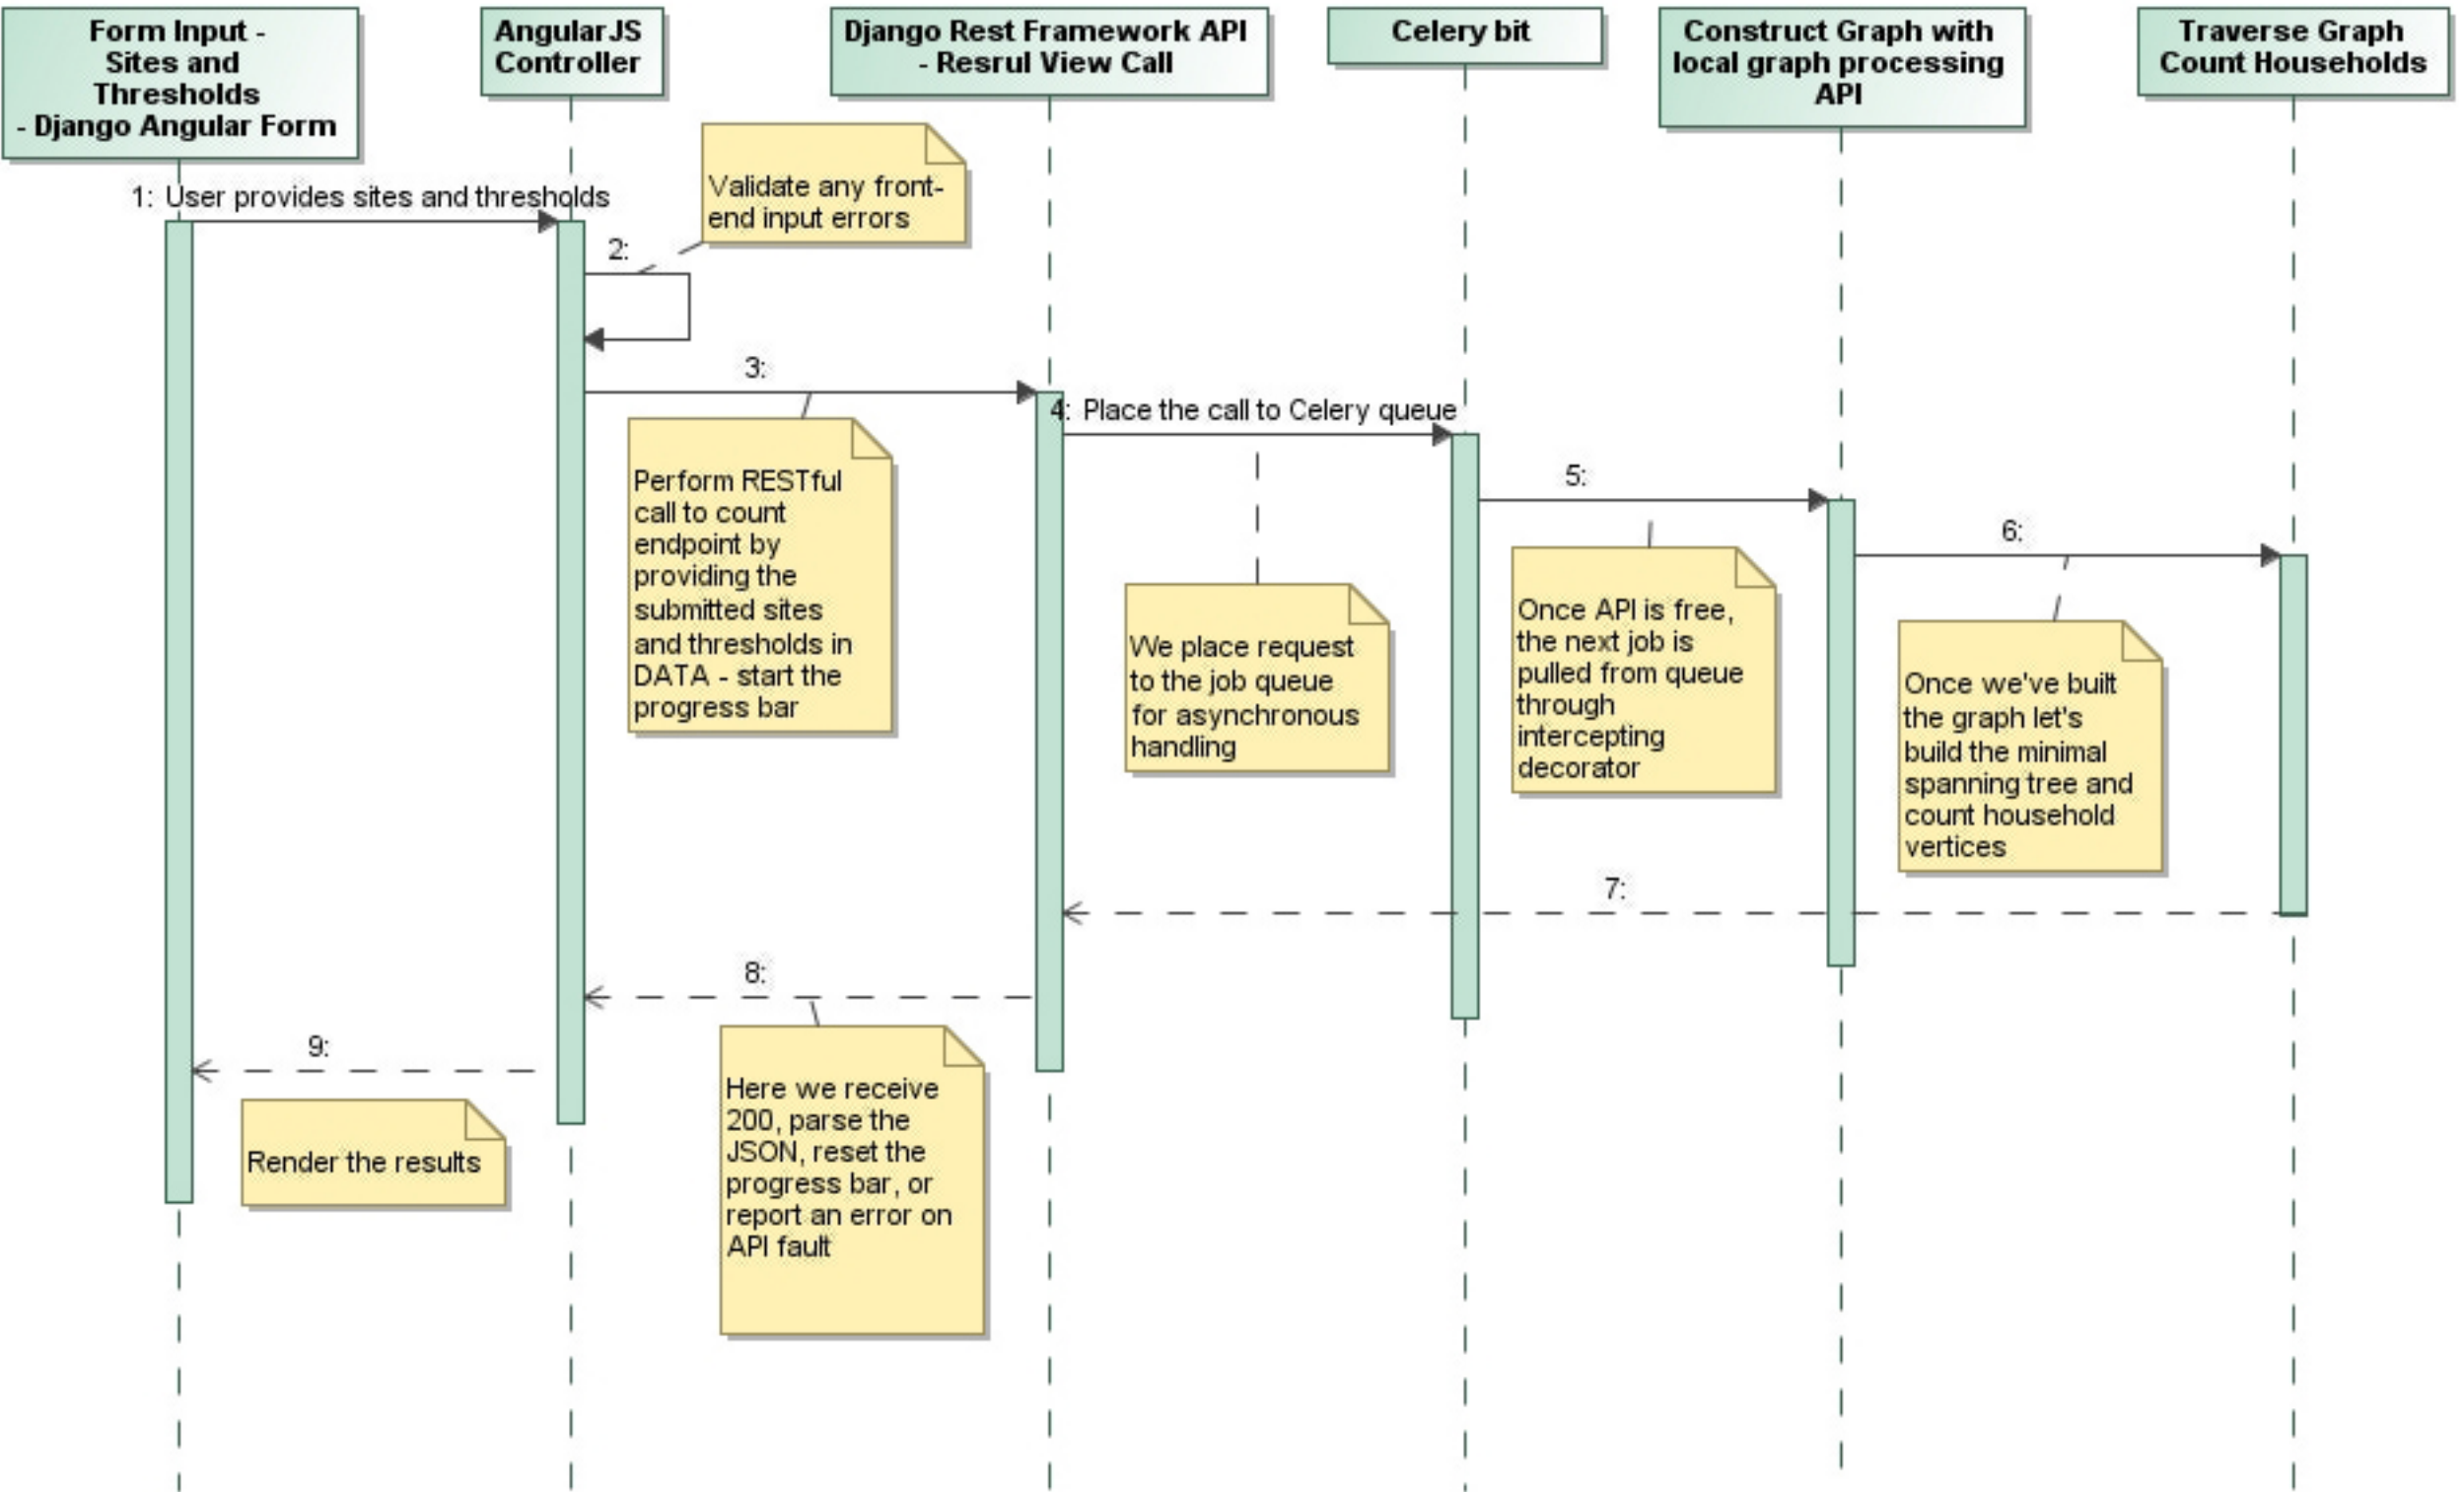 Form Input -
Sites and
Thresholds
- Django Angular Form
AngularJS
Controller
Django Rest Framework API
- Resrul View Call
Celery bit
Construct Graph with
local graph processing
API
Traverse Graph
Count Households
1: User provides sites and thresholds
Validate any front-
end input errors
2:
3:
Perform RESTful
call to count
endpoint by
providing the
submitted sites
and thresholds in
DATA - start the
progress bar
4: Place the call to Celery queue
We place request
to the job queue
for asynchronous
handling
5:
Once API is free,
the next job is
pulled from queue
through
intercepting
decorator
6:
Once we've built
the graph let's
build the minimal
spanning tree and
count household
vertices
7:
8:
Here we receive
200, parse the
JSON, reset the
progress bar, or
report an error on
API fault
9:
Render the results